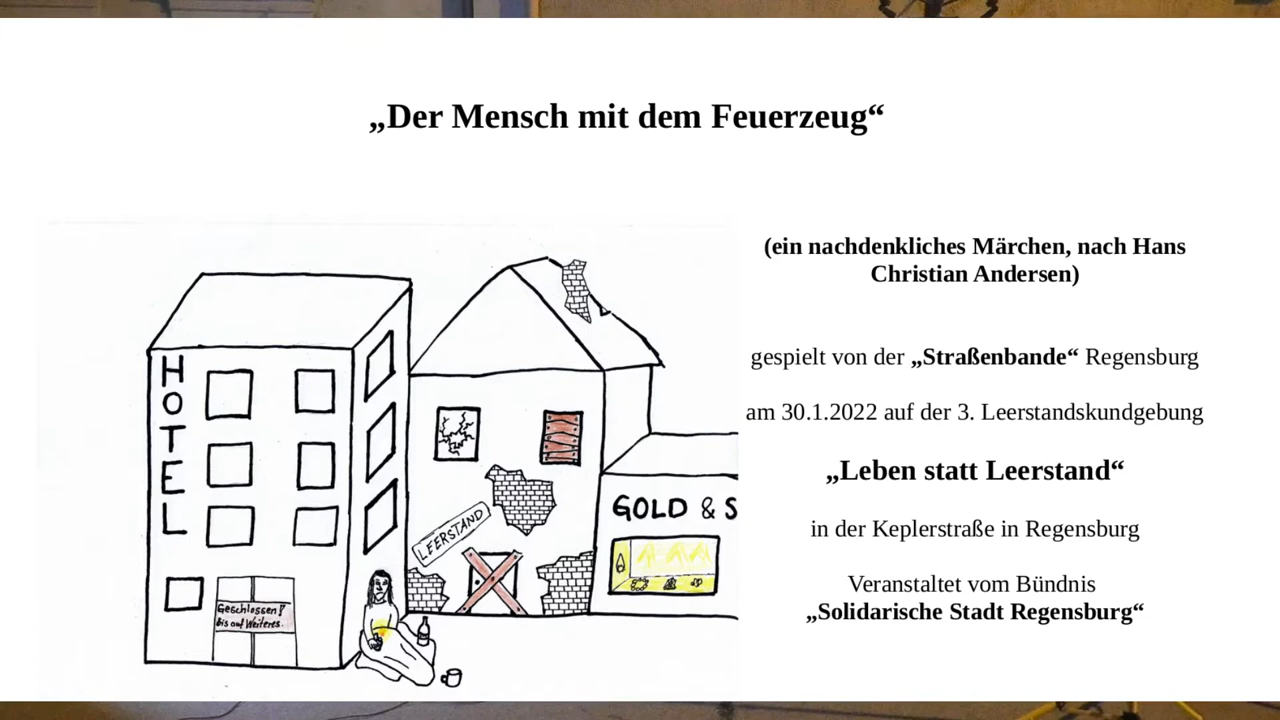 „Der Mensch mit dem Feuerzeug“
(ein nachdenkliches Märchen, nach Hans
Christian Andersen)
gespielt von der „Straßenbande“ Regensburg
am 30.1.2022 auf der 3. Leerstandskundgebung
„Leben statt Leerstand“
in der Keplerstraße in Regensburg
Veranstaltet vom Bündnis
„Solidarische Stadt Regensburg“
HOTEL
Geschlossen!
Bis auf Weiteres.
LEERSTAND
GOLD & S